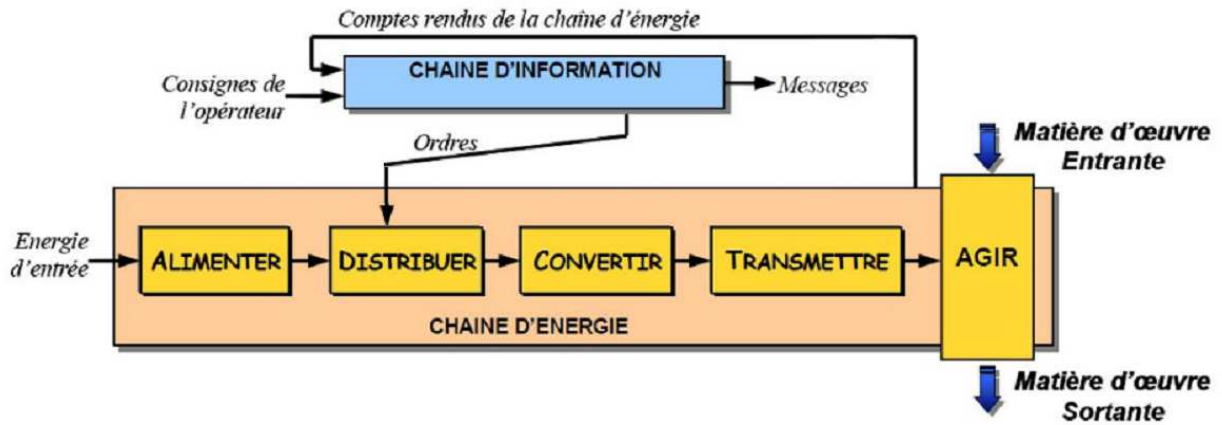 Comptes rendus de la chaîne d'énergie
CHAINE D'INFORMATION
Consignes de
l'opérateur
Messages
Ordres
Matière d'œuvre
Entrante
Energie
d'entrée
ALIMENTER
DISTRIBUER
CONVERTIR
TRANSMETTRE
AGIR
CHAINE D'ENERGIE
Matière d'œuvre
Sortante